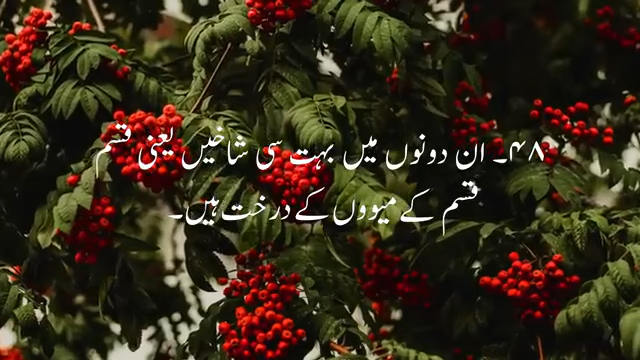 ۴۸۔ ان دونوں میں بہت سی شاخیں یعنی قسم
قسم کے میووں کے درخت ہیں۔